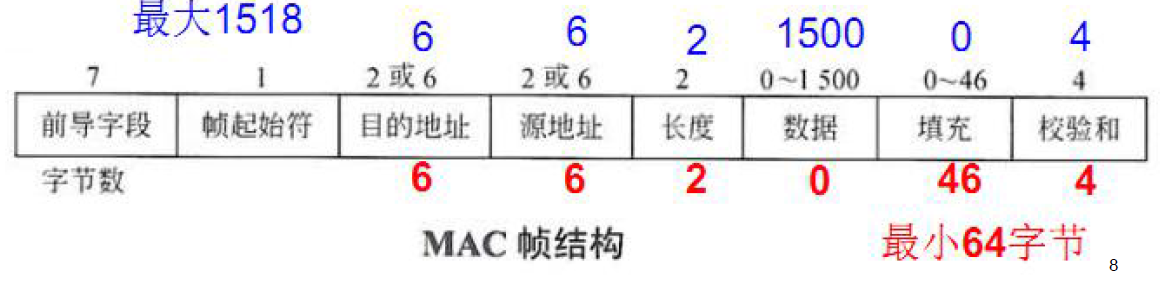 最大1518 6 6 2 1500 0 4
7 1 2 或 6 2 或 6 2 0~1 500 0~46 4
前导字段 帧起始符 目的地址 源地址 长度 数据 填充 校验和
字节数 6 6 2 0 46 4
MAC 帧结构 最小64字节
8